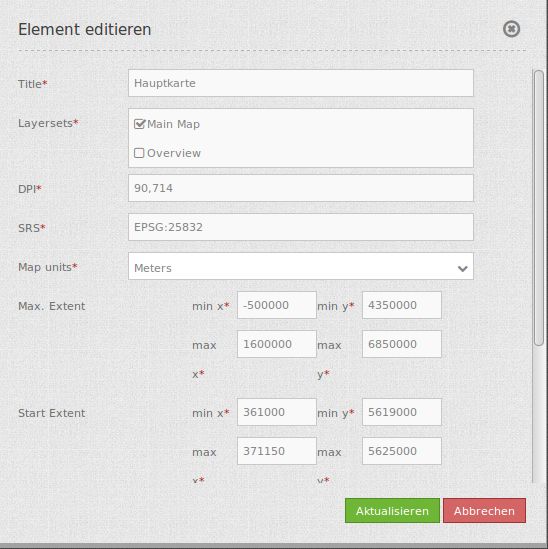 Element editieren
Title* Hauptkarte
Layersets* Main Map
Overview
DPI* 90,714
SRS* EPSG:25832
Map units* Meters
Max. Extent min x* -500000 min y* 4350000
max x* 1600000 max y* 6850000
Start Extent min x* 361000 min y* 5619000
max x* 371150 max y* 5625000
Aktualisieren Abbrechen